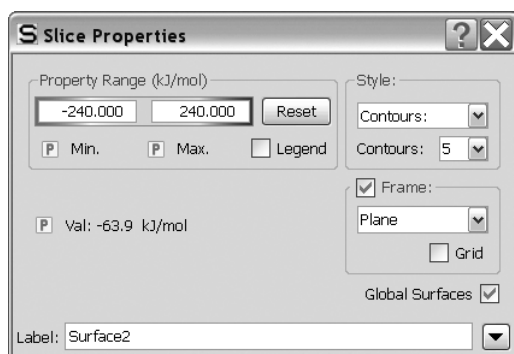 S Slice Properties
Property Range (kJ/mol)
-240.000 240.000 Reset
P Min. P Max. Legend
Style:
Contours:
Contours: 5
Frame:
Plane
Grid
P Val: -63.9 kJ/mol
Global Surfaces
Label: Surface2